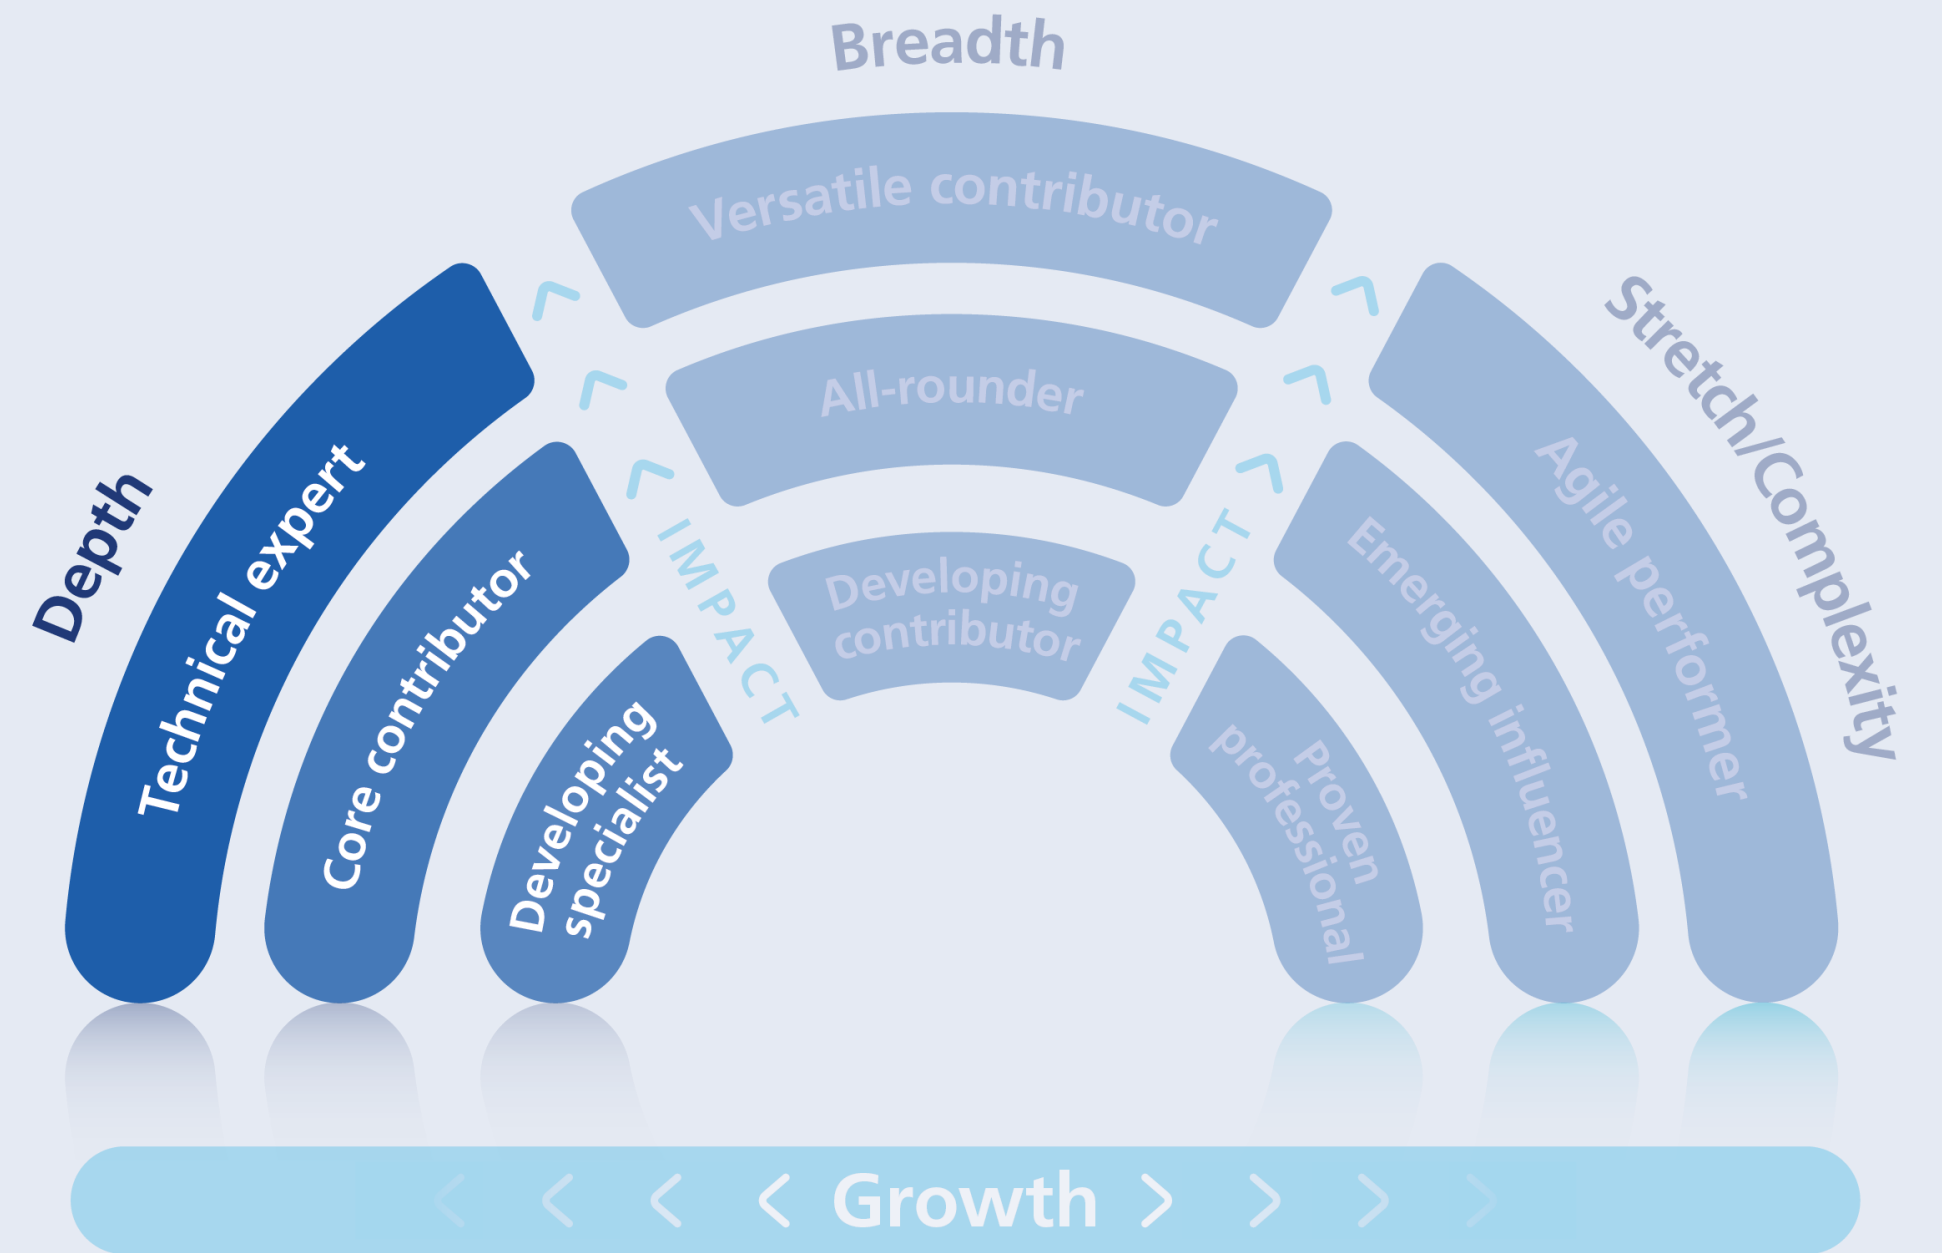 Breadth
Versatile contributor
All-rounder
Developing
contributor
Depth
Technical expert
Core contributor
Developing
specialist
IMPACT
IMPACT
Stretch/Complexity
Agile performer
Emerging influencer
Proven
professional
Growth